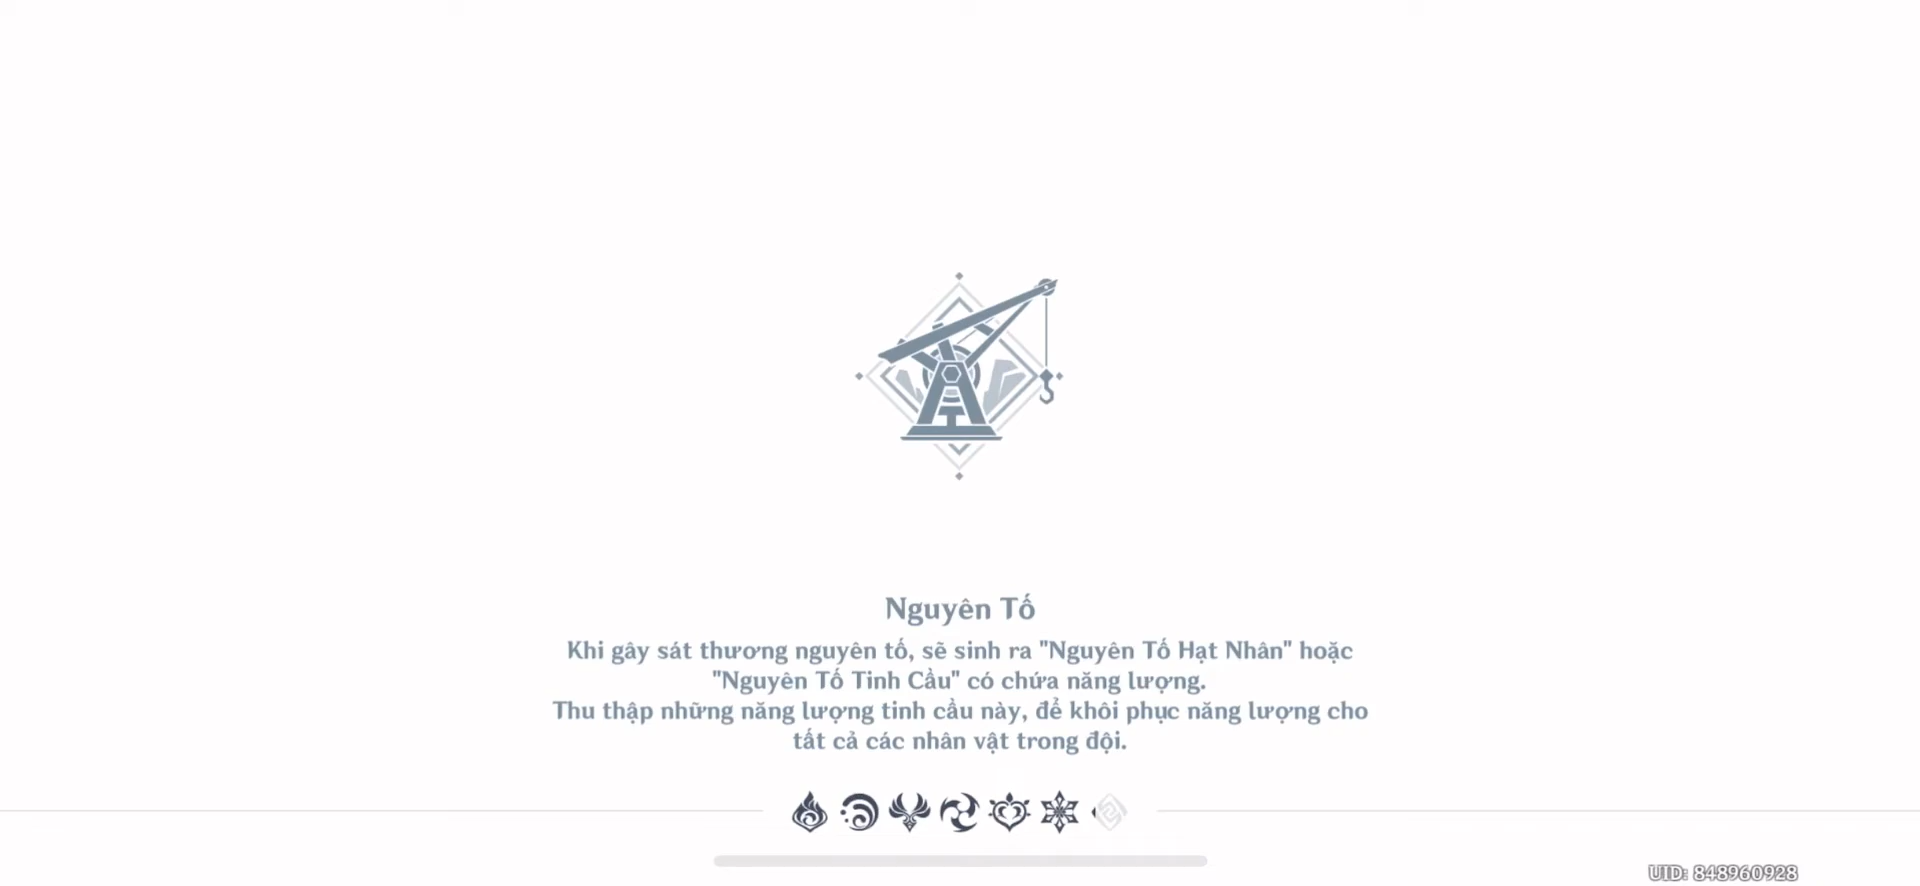 Nguyên Tố
Khi gây sát thương nguyên tố, sẽ sinh ra "Nguyên Tố Hạt Nhân" hoặc
"Nguyên Tố Tinh Cầu" có chứa năng lượng.
Thu thập những năng lượng tinh cầu này, để khôi phục năng lượng cho
tất cả các nhân vật trong đội.
UID: 848960928